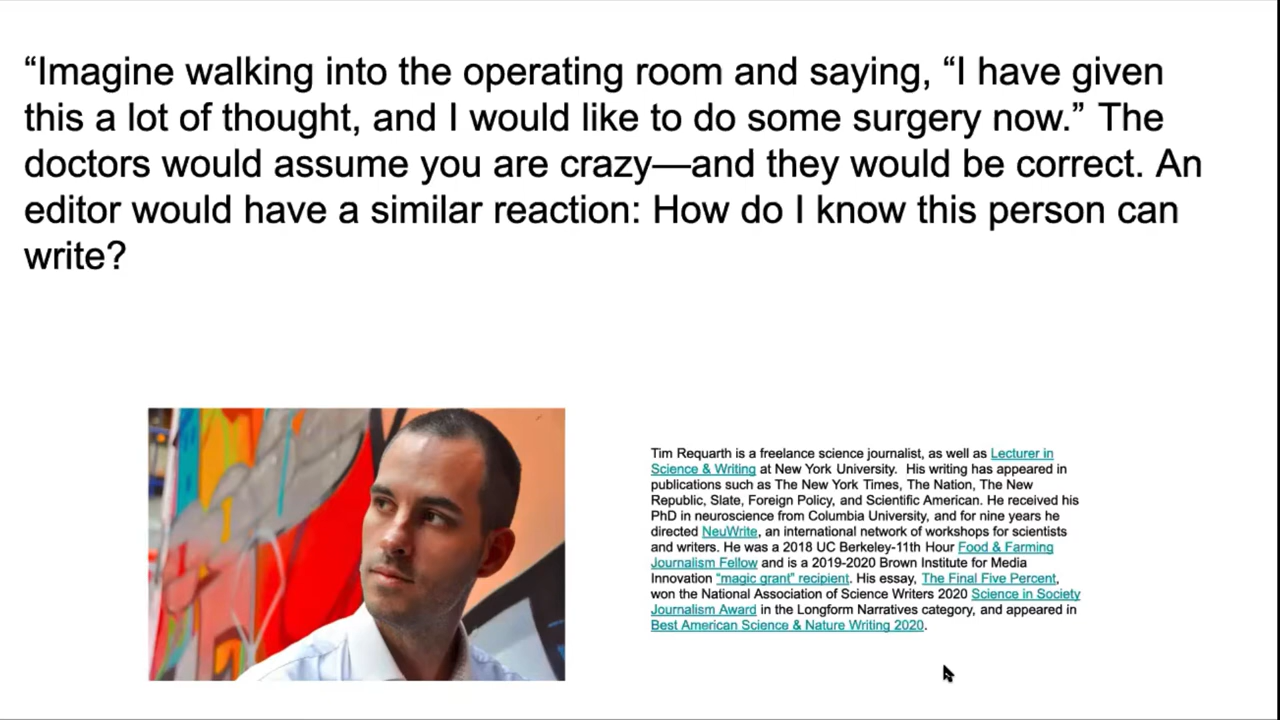 “Imagine walking into the operating room and saying, “I have given
this a lot of thought, and I would like to do some surgery now.” The
doctors would assume you are crazy—and they would be correct. An
editor would have a similar reaction: How do I know this person can
write?
Tim Requarth is a freelance science journalist, as well as Lecturer in
Science & Writing at New York University.  His writing has appeared in
publications such as The New York Times, The Nation, The New
Republic, Slate, Foreign Policy, and Scientific American. He received his
PhD in neuroscience from Columbia University, and for nine years he
directed NeuWrite, an international network of workshops for scientists
and writers. He was a 2018 UC Berkeley-11th Hour Food & Farming
Journalism Fellow and is a 2019-2020 Brown Institute for Media
Innovation “magic grant” recipient. His essay, The Final Five Percent,
won the National Association of Science Writers 2020 Science in Society
Journalism Award in the Longform Narratives category, and appeared in
Best American Science & Nature Writing 2020.